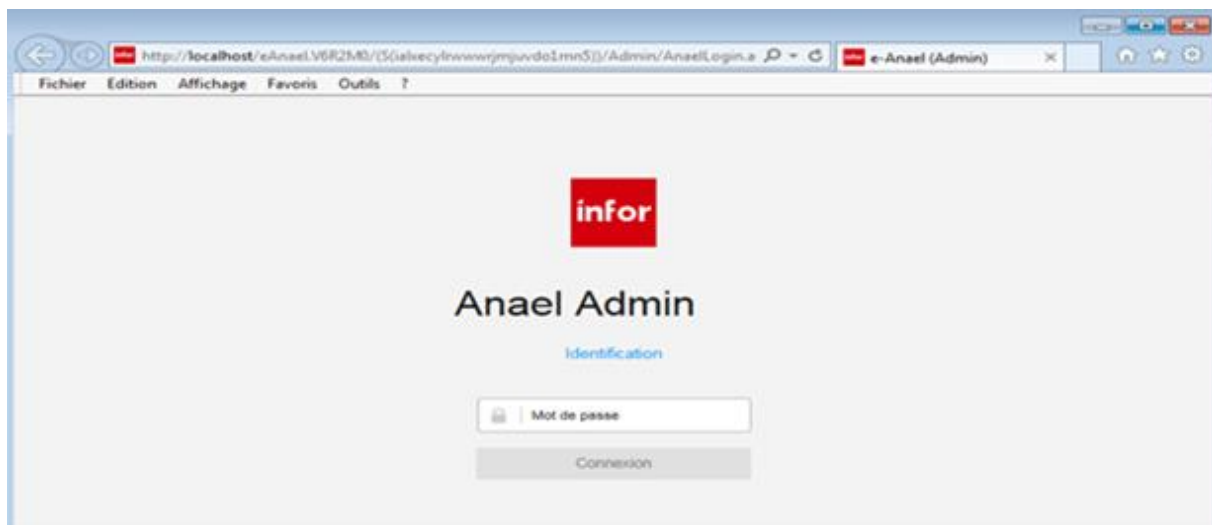 http://localhost/eAnael.V6R2M0/ /Admin/AnaelLogin.a
e-Anael (Admin)
Fichier Edition Affichage Favoris Outils ?
infor
Anael Admin
Identification
Mot de passe
Connexion